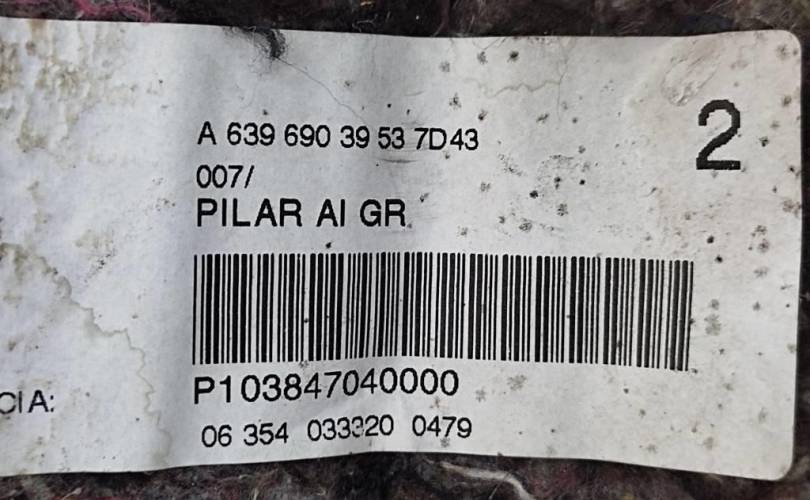 A 639 690 39 53 7D43
2
007/
PILAR AI GR
P103847040000
CIA:
06 354 033320 0479